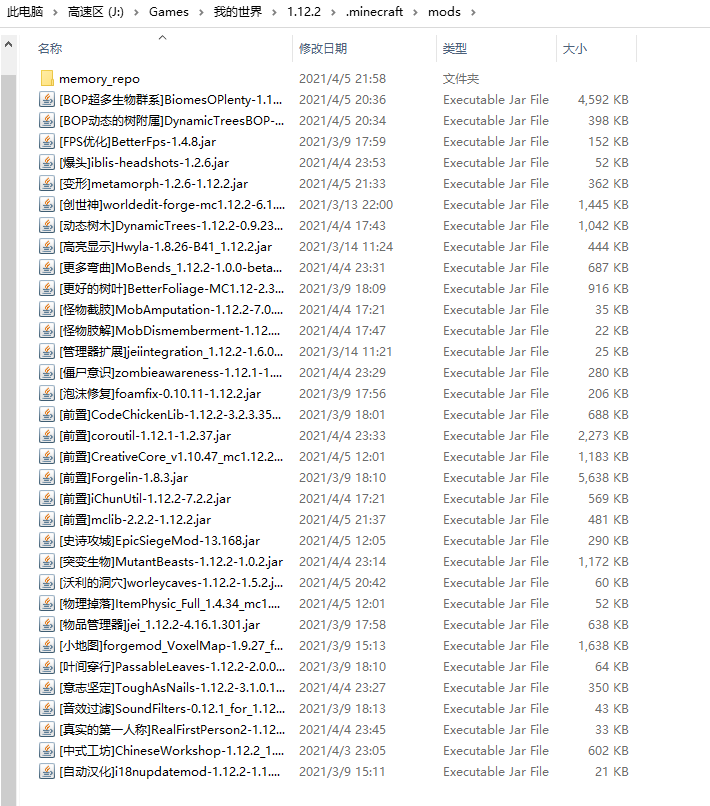 此电脑 > 高速区 (J:) > Games > 我的世界 > 1.12.2 > .minecraft > mods >
名称 修改日期 类型 大小
memory_repo 2021/4/5 21:58 文件夹
[BOP超多生物群系]BiomesOPlenty-1.1... 2021/4/5 20:36 Executable Jar File 4,592 KB
[BOP动态的树附属]DynamicTreesBOP-... 2021/4/5 20:34 Executable Jar File 398 KB
[FPS优化]BetterFps-1.4.8.jar 2021/3/9 17:59 Executable Jar File 152 KB
[爆头]iblis-headshots-1.2.6.jar 2021/4/4 23:53 Executable Jar File 52 KB
[变形]metamorph-1.2.6-1.12.2.jar 2021/4/5 21:33 Executable Jar File 362 KB
[创世神]worldedit-forge-mc1.12.2-6.1.... 2021/3/13 22:00 Executable Jar File 1,445 KB
[动态树木]DynamicTrees-1.12.2-0.9.23... 2021/4/4 17:43 Executable Jar File 1,042 KB
[高亮显示]Hwyla-1.8.26-B41_1.12.2.jar 2021/3/14 11:24 Executable Jar File 444 KB
[更多弯曲]MoBends_1.12.2-1.0.0-beta... 2021/4/4 23:31 Executable Jar File 687 KB
[更好的树叶]BetterFoliage-MC1.12-2.3... 2021/3/9 18:09 Executable Jar File 916 KB
[怪物截肢]MobAmputation-1.12.2-7.0.... 2021/4/4 17:21 Executable Jar File 35 KB
[怪物肢解]MobDismemberment-1.12.... 2021/4/4 17:47 Executable Jar File 22 KB
[管理器扩展]jeiintegration_1.12.2-1.6.0... 2021/3/14 11:21 Executable Jar File 25 KB
[僵尸意识]zombieawareness-1.12.1-1.... 2021/4/4 23:29 Executable Jar File 280 KB
[泡沫修复]foamfix-0.10.11-1.12.2.jar 2021/3/9 17:56 Executable Jar File 206 KB
[前置]CodeChickenLib-1.12.2-3.2.3.35... 2021/3/9 18:01 Executable Jar File 688 KB
[前置]coroutil-1.12.1-1.2.37.jar 2021/4/4 23:33 Executable Jar File 2,273 KB
[前置]CreativeCore_v1.10.47_mc1.12.2... 2021/4/5 12:01 Executable Jar File 1,183 KB
[前置]Forgelin-1.8.3.jar 2021/3/9 18:10 Executable Jar File 5,638 KB
[前置]iChunUtil-1.12.2-7.2.2.jar 2021/4/4 17:21 Executable Jar File 569 KB
[前置]mclib-2.2.2-1.12.2.jar 2021/4/5 21:37 Executable Jar File 481 KB
[史诗攻城]EpicSiegeMod-13.168.jar 2021/4/5 12:05 Executable Jar File 290 KB
[突变生物]MutantBeasts-1.12.2-1.0.2.jar 2021/4/4 23:14 Executable Jar File 1,172 KB
[沃利的洞穴]worleycaves-1.12.2-1.5.2.j... 2021/4/5 20:42 Executable Jar File 60 KB
[物理掉落]ItemPhysic_Full_1.4.34_mc1.... 2021/4/5 12:01 Executable Jar File 52 KB
[物品管理器]jei_1.12.2-4.16.1.301.jar 2021/3/9 17:58 Executable Jar File 638 KB
[小地图]forgemod_VoxelMap-1.9.27_f... 2021/3/9 15:13 Executable Jar File 1,638 KB
[叶间穿行]PassableLeaves-1.12.2-2.0.0... 2021/3/9 18:10 Executable Jar File 64 KB
[意志坚定]ToughAsNails-1.12.2-3.1.0.1... 2021/4/4 23:27 Executable Jar File 350 KB
[音效过滤]SoundFilters-0.12.1_for_1.12... 2021/3/9 18:13 Executable Jar File 43 KB
[真实的第一人称]RealFirstPerson2-1.12... 2021/4/4 23:45 Executable Jar File 33 KB
[中式工坊]ChineseWorkshop-1.12.2_1.... 2021/4/3 23:05 Executable Jar File 602 KB
[自动汉化]i18nupdatemod-1.12.2-1.1.... 2021/3/9 15:11 Executable Jar File 21 KB